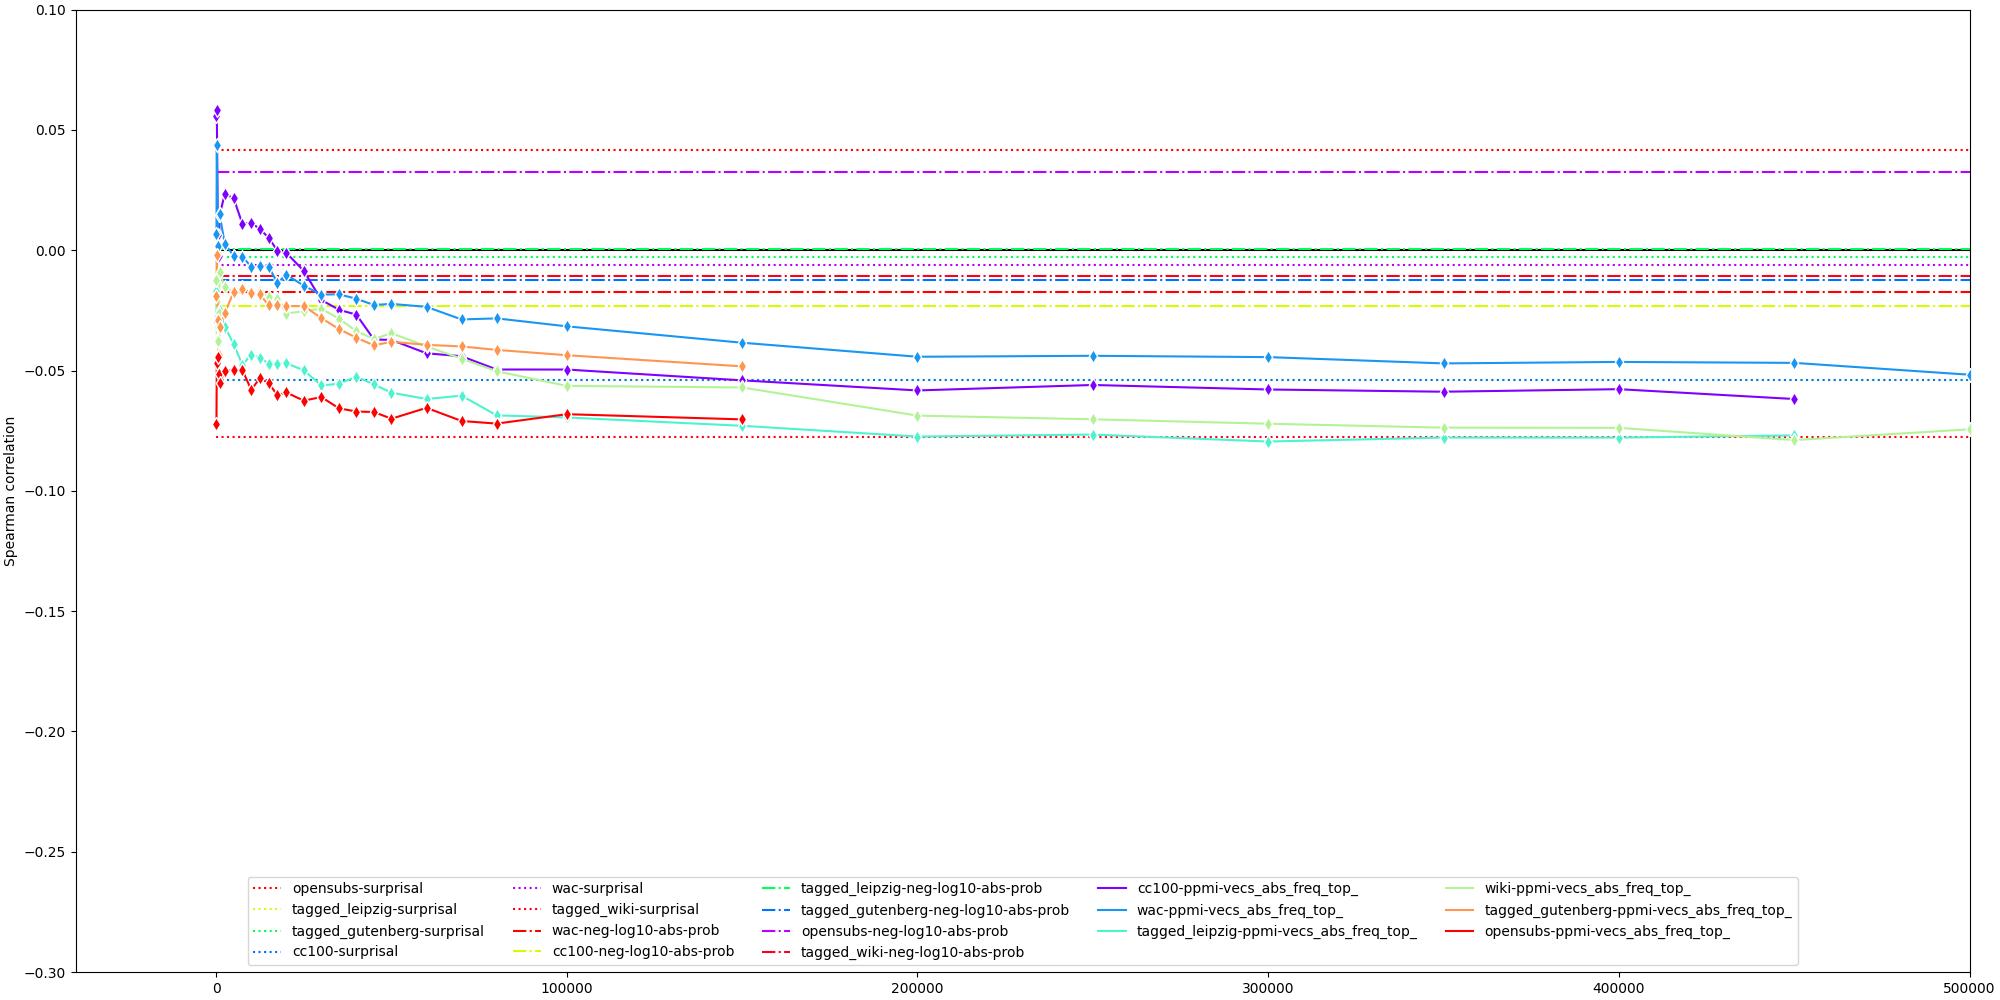 0.10
0.05
0.00
−0.05
−0.10
−0.15
−0.20
−0.25
−0.30
Spearman correlation
opensubs-surprisal
tagged_leipzig-surprisal
tagged_gutenberg-surprisal
cc100-surprisal
wac-surprisal
tagged_wiki-surprisal
wac-neg-log10-abs-prob
cc100-neg-log10-abs-prob
tagged_leipzig-neg-log10-abs-prob
tagged_gutenberg-neg-log10-abs-prob
opensubs-neg-log10-abs-prob
tagged_wiki-neg-log10-abs-prob
cc100-ppmi-vecs_abs_freq_top_
wac-ppmi-vecs_abs_freq_top_
tagged_leipzig-ppmi-vecs_abs_freq_top_
wiki-ppmi-vecs_abs_freq_top_
tagged_gutenberg-ppmi-vecs_abs_freq_top_
opensubs-ppmi-vecs_abs_freq_top_
0 100000 200000 300000 400000 500000